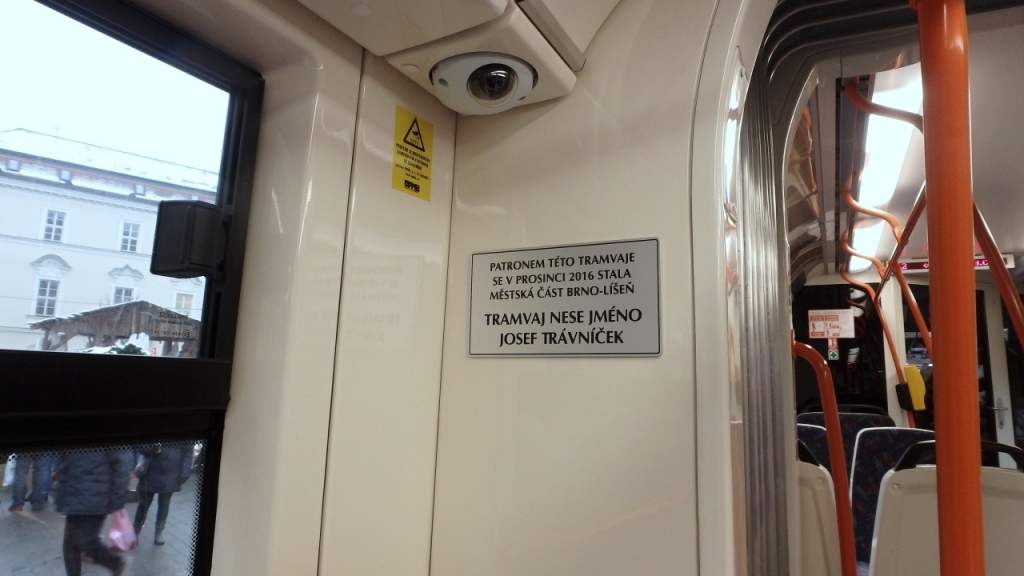 PATRONEM TÉTO TRAMVAJE
SE V PROSINCI 2016 STALA
MĚSTSKÁ ČÁST BRNO-LÍŠEŇ
TRAMVAJ NESE JMÉNO
JOSEF TRÁVNÍČEK